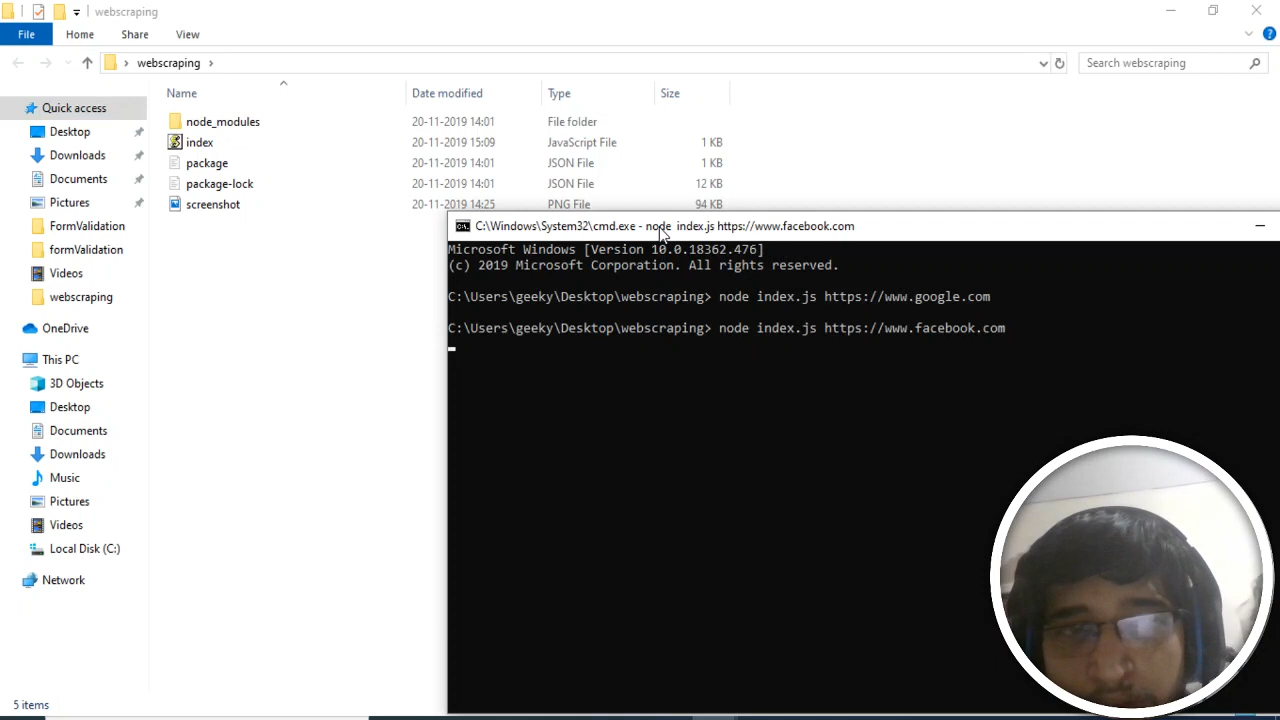 webscraping
File Home Share View
webscraping
Search webscraping
Name Date modified Type Size
Quick access
Desktop
Downloads
Documents
Pictures
FormValidation
formValidation
Videos
webscraping
OneDrive
This PC
3D Objects
Desktop
Documents
Downloads
Music
Pictures
Videos
Local Disk (C:)
Network
node_modules 20-11-2019 14:01 File folder
index 20-11-2019 15:09 JavaScript File 1 KB
package 20-11-2019 14:01 JSON File 1 KB
package-lock 20-11-2019 14:01 JSON File 12 KB
screenshot 20-11-2019 14:25 PNG File 94 KB
C:\Windows\System32\cmd.exe - node index.js https://www.facebook.com
Microsoft Windows [Version 10.0.18362.476]
(c) 2019 Microsoft Corporation. All rights reserved.
C:\Users\geeky\Desktop\webscraping> node index.js https://www.google.com
C:\Users\geeky\Desktop\webscraping> node index.js https://www.facebook.com
5 items